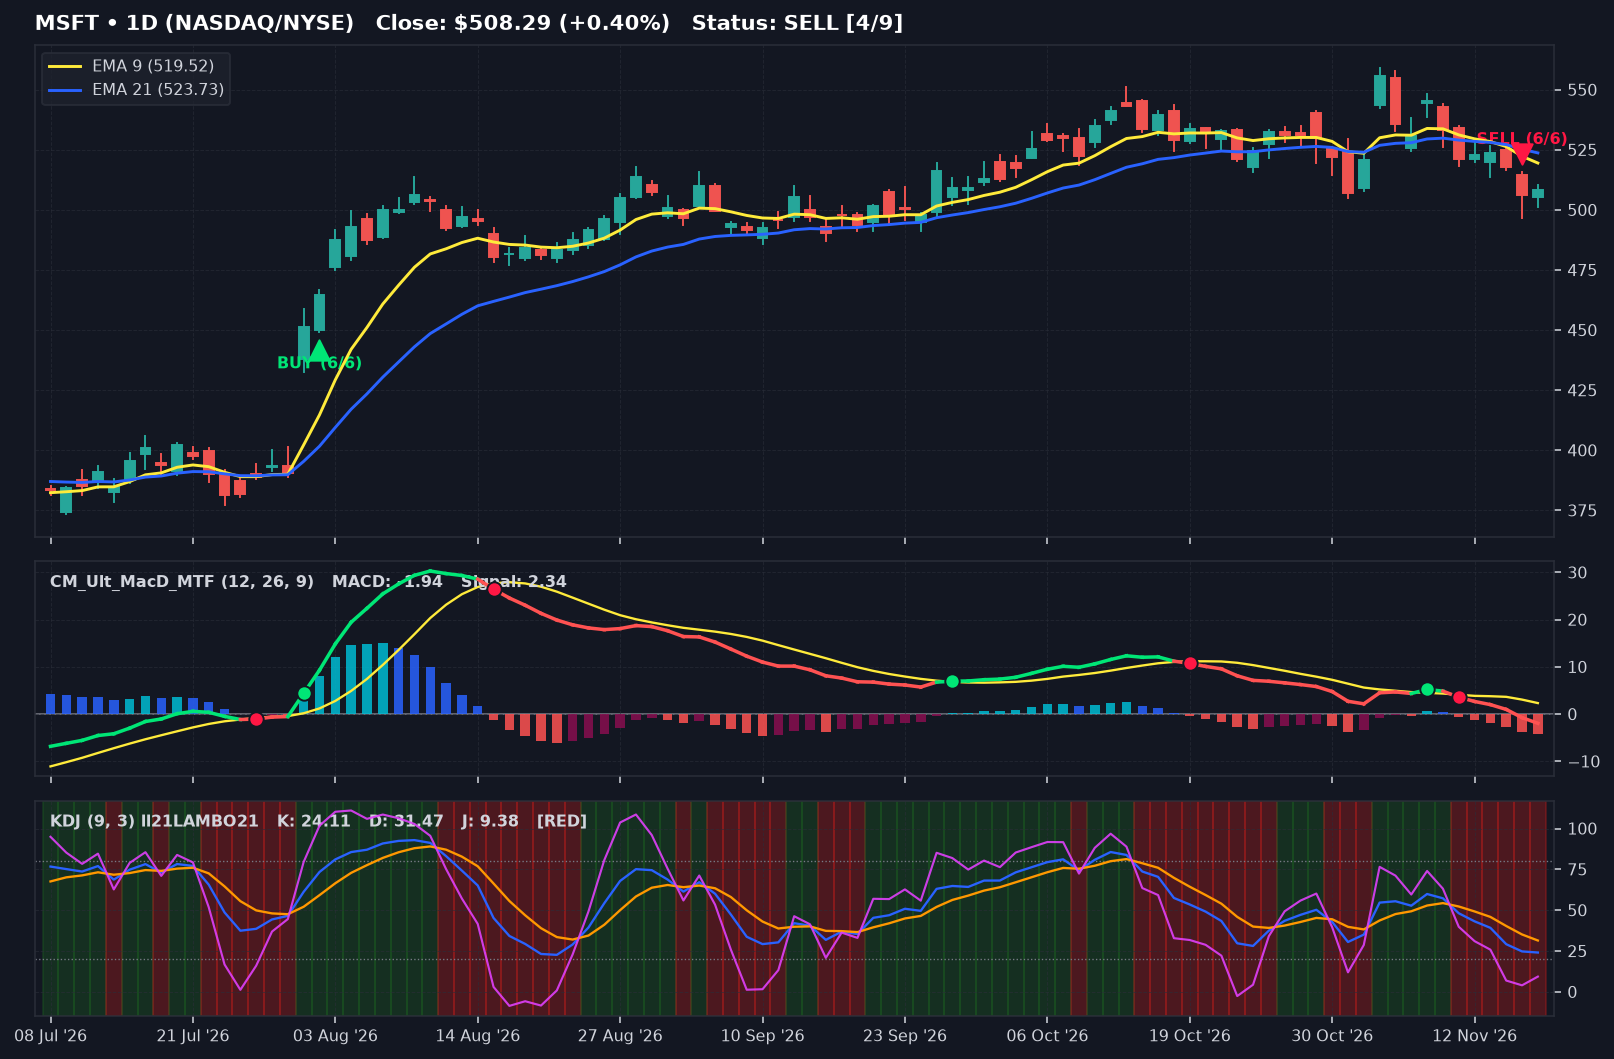 MSFT • 1D (NASDAQ/NYSE)   Close: $508.29 (+0.40%)   Status: SELL [4/9]
EMA 9 (519.52)
EMA 21 (523.73)
550
SELL (6/6)
525
500
475
450
BUY (6/6)
425
400
375
CM_Ult_MacD_MTF (12, 26, 9)   MACD: -1.94   Signal: 2.34
30
20
10
0
−10
KDJ (9, 3) ll21LAMBO21   K: 24.11   D: 31.47   J: 9.38   [RED]
100
75
50
25
0
08 Jul '26   21 Jul '26   03 Aug '26   14 Aug '26   27 Aug '26   10 Sep '26   23 Sep '26   06 Oct '26   19 Oct '26   30 Oct '26   12 Nov '26